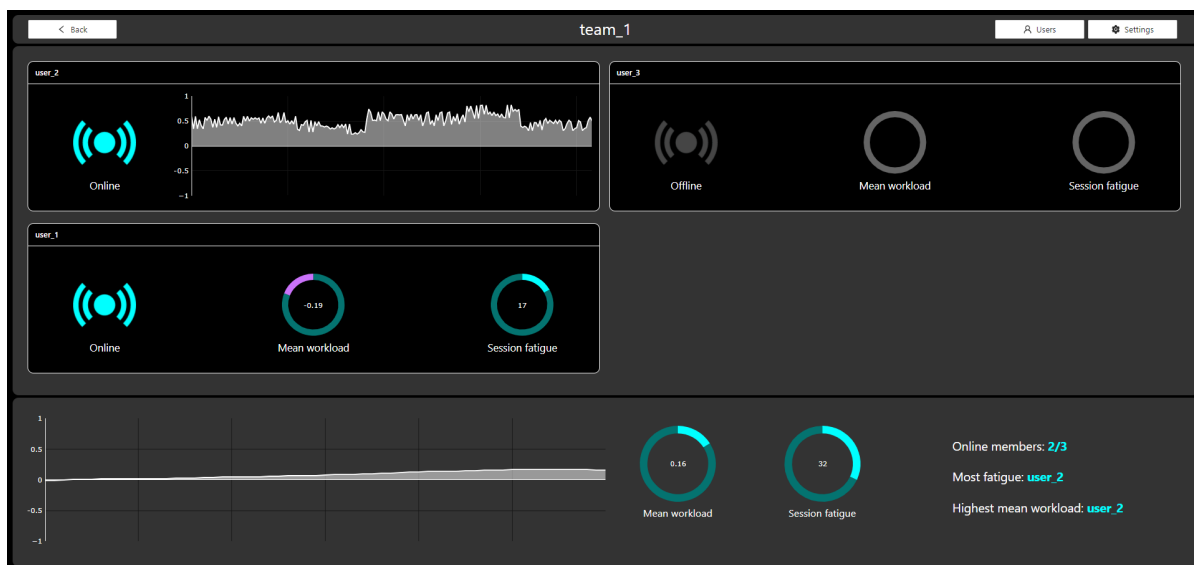 Back
team_1
Users
Settings
user_2
1
0.5
0
-0.5
-1
Online
user_3
Offline
Mean workload
Session fatigue
user_1
Online
-0.19
Mean workload
17
Session fatigue
1
0.5
0
-0.5
-1
0.16
Mean workload
32
Session fatigue
Online members: 2/3
Most fatigue: user_2
Highest mean workload: user_2